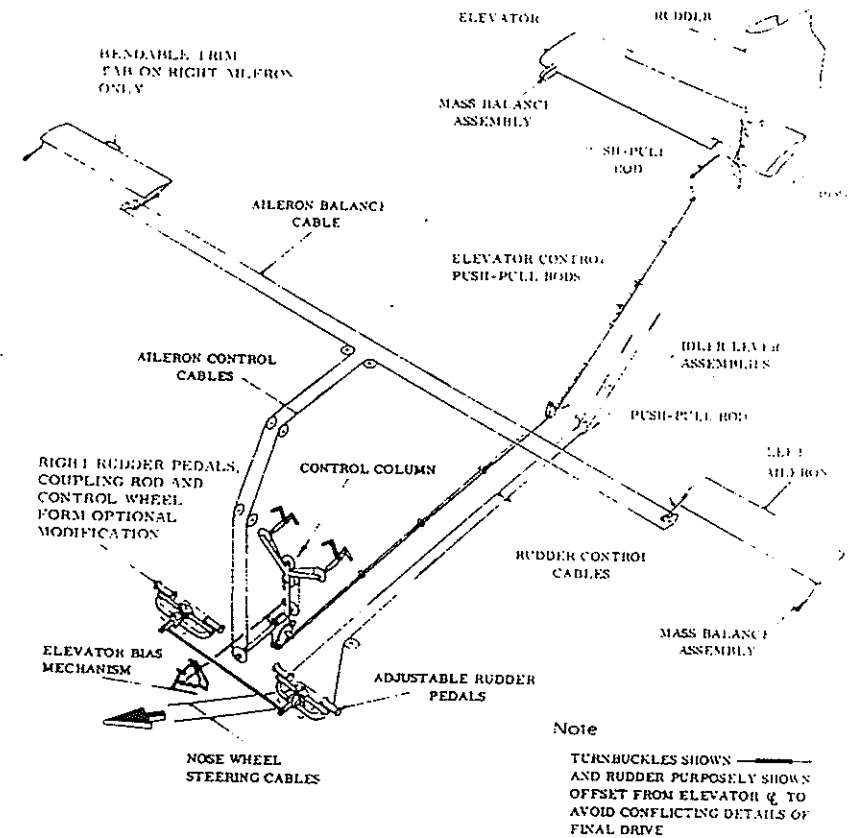 ELEVATOR
RUDDER
BENDABLE TRIM
TAB ON RIGHT AILERON
ONLY
MASS BALANCE
ASSEMBLY
SH-PULL
ROD
AILERON BALANCE
CABLE
ELEVATOR CONTROL
PUSH-PULL RODS
IDLER LEVER
ASSEMBLIES
AILERON CONTROL
CABLES
PUSH-PULL ROD
LEFT
AILERON
RIGHT RUDDER PEDALS,
COUPLING ROD AND
CONTROL WHEEL
FORM OPTIONAL
MODIFICATION
CONTROL COLUMN
RUDDER CONTROL
CABLES
MASS BALANCE
ASSEMBLY
ELEVATOR BIAS
MECHANISM
ADJUSTABLE RUDDER
PEDALS
NOSE WHEEL
STEERING CABLES
Note
TURNBUCKLES SHOWN
AND RUDDER PURPOSELY SHOWN
OFFSET FROM ELEVATOR ℄ TO
AVOID CONFLICTING DETAILS OF
FINAL DRIVE